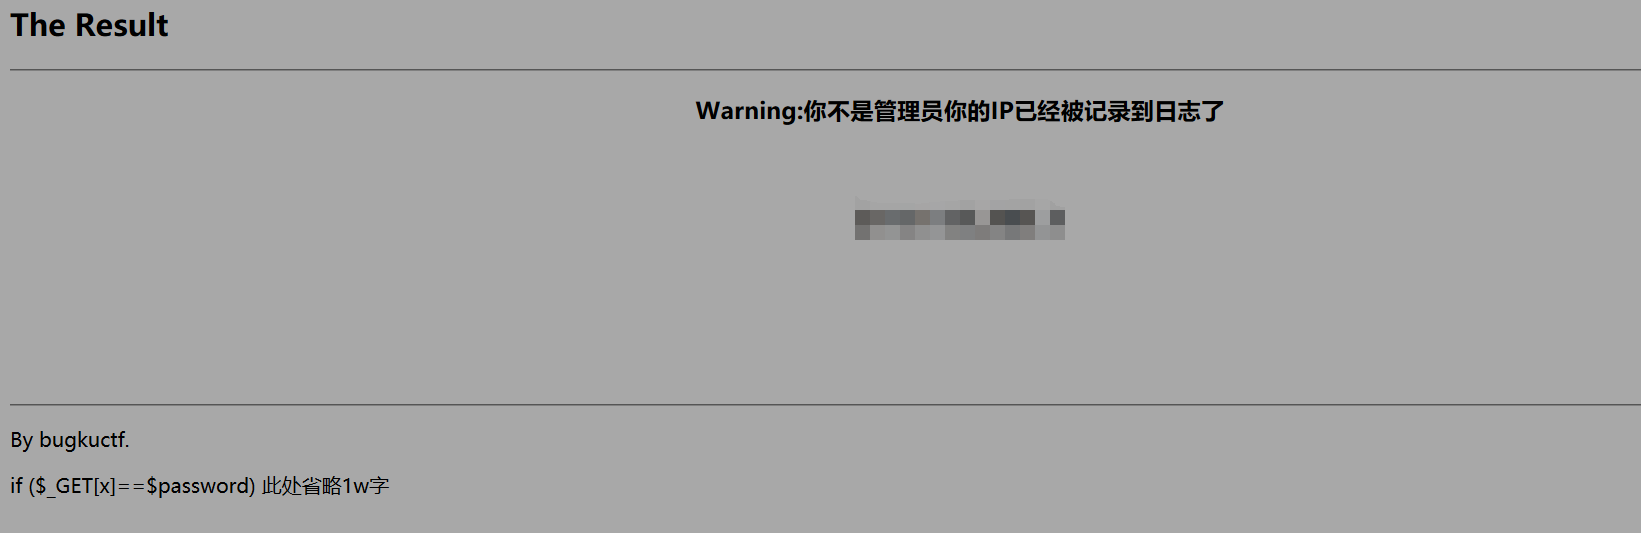 The Result
Warning:你不是管理员你的IP已经被记录到日志了
By bugkuctf.
if ($_GET[x]==$password) 此处省略1w字